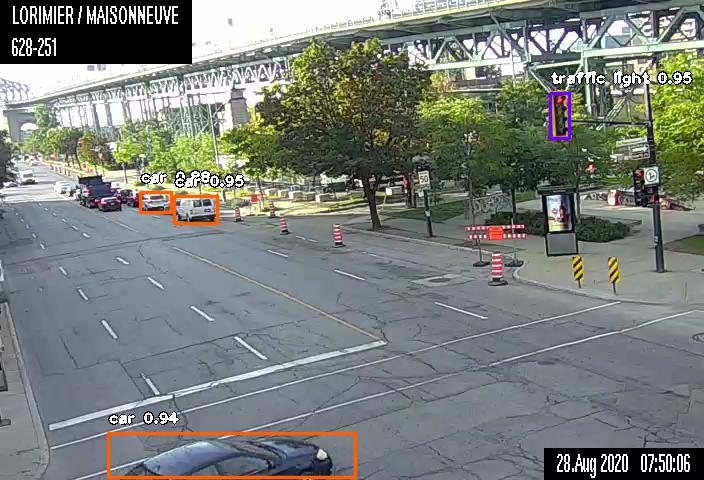 LORIMIER / MAISONNEUVE
628-251
traffic light 0.95
car 0.95
50
car 0.94
28.Aug 2020 07:50:06